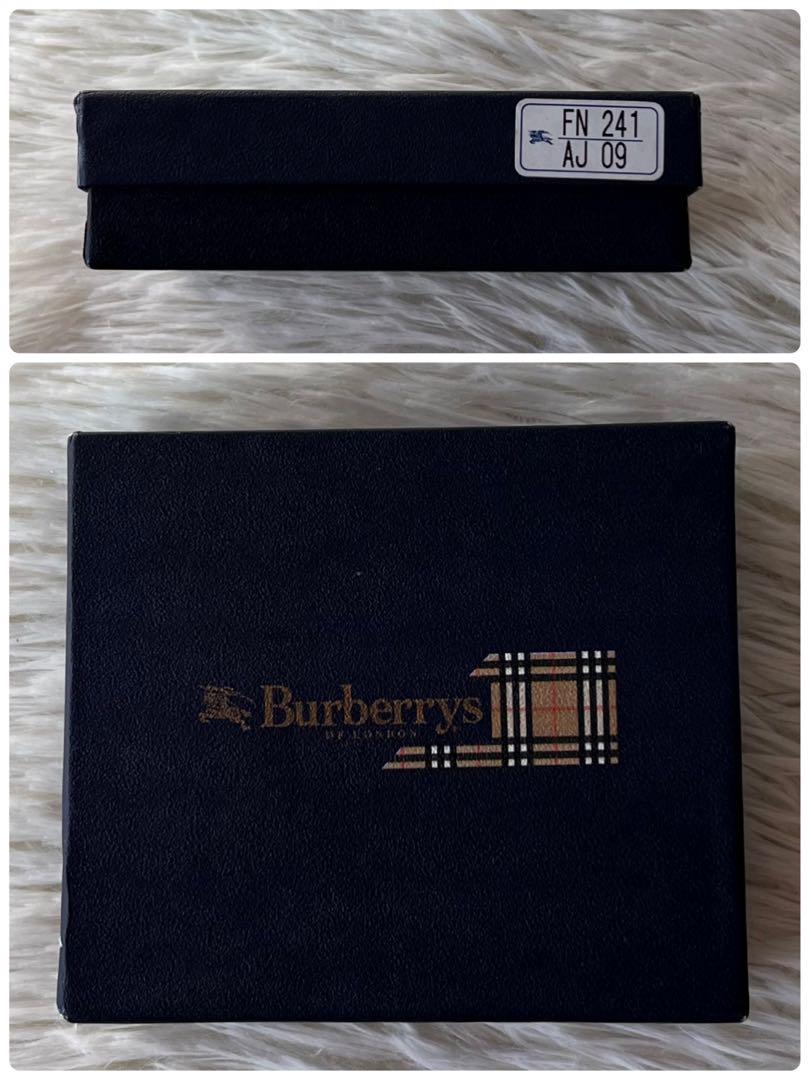 FN 241
AJ 09
Burberrys
OF LONDON